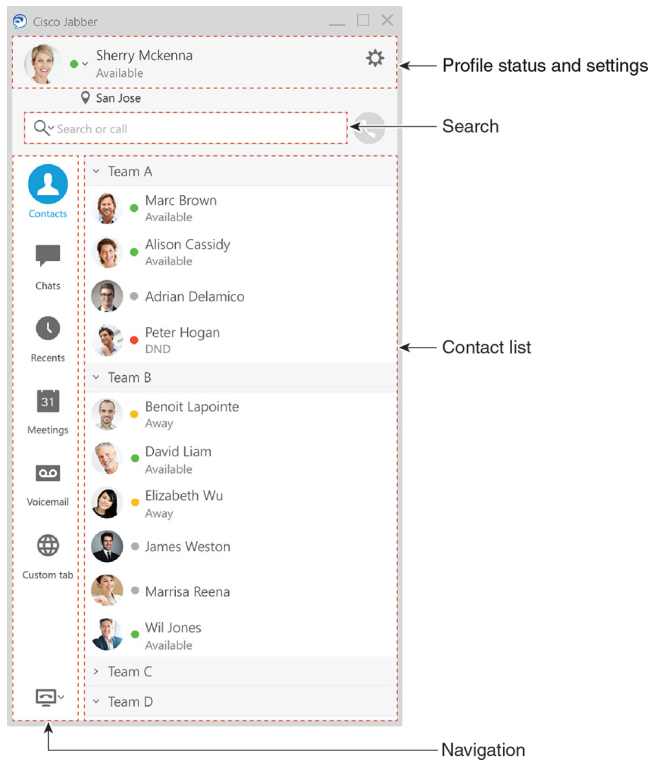 Cisco Jabber
Sherry Mckenna
Available
Profile status and settings
San Jose
Search or call
Search
Contacts
Chats
Recents
31
Meetings
Voicemail
Custom tab
Team A
Marc Brown
Available
Alison Cassidy
Available
Adrian Delamico
Peter Hogan
DND
Contact list
Team B
Benoit Lapointe
Away
David Liam
Available
Elizabeth Wu
Away
James Weston
Marrisa Reena
Wil Jones
Available
Team C
Team D
Navigation